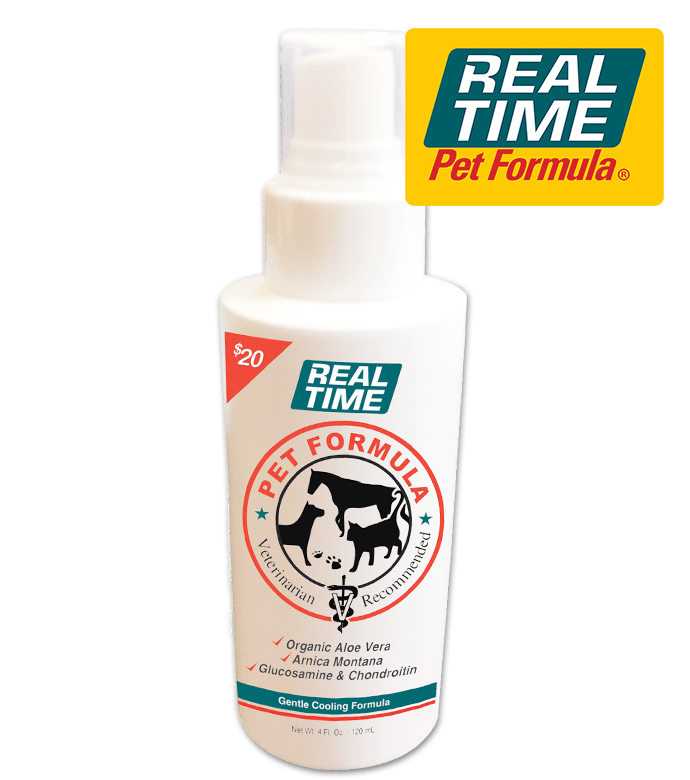 REAL
TIME
Pet Formula®
$20
REAL
TIME
PET FORMULA
Veterinarian Recommended
V
✓ Organic Aloe Vera
✓ Arnica Montana
✓ Glucosamine & Chondroitin
Gentle Cooling Formula
Net Wt. 4 Fl. Oz. / 120 mL